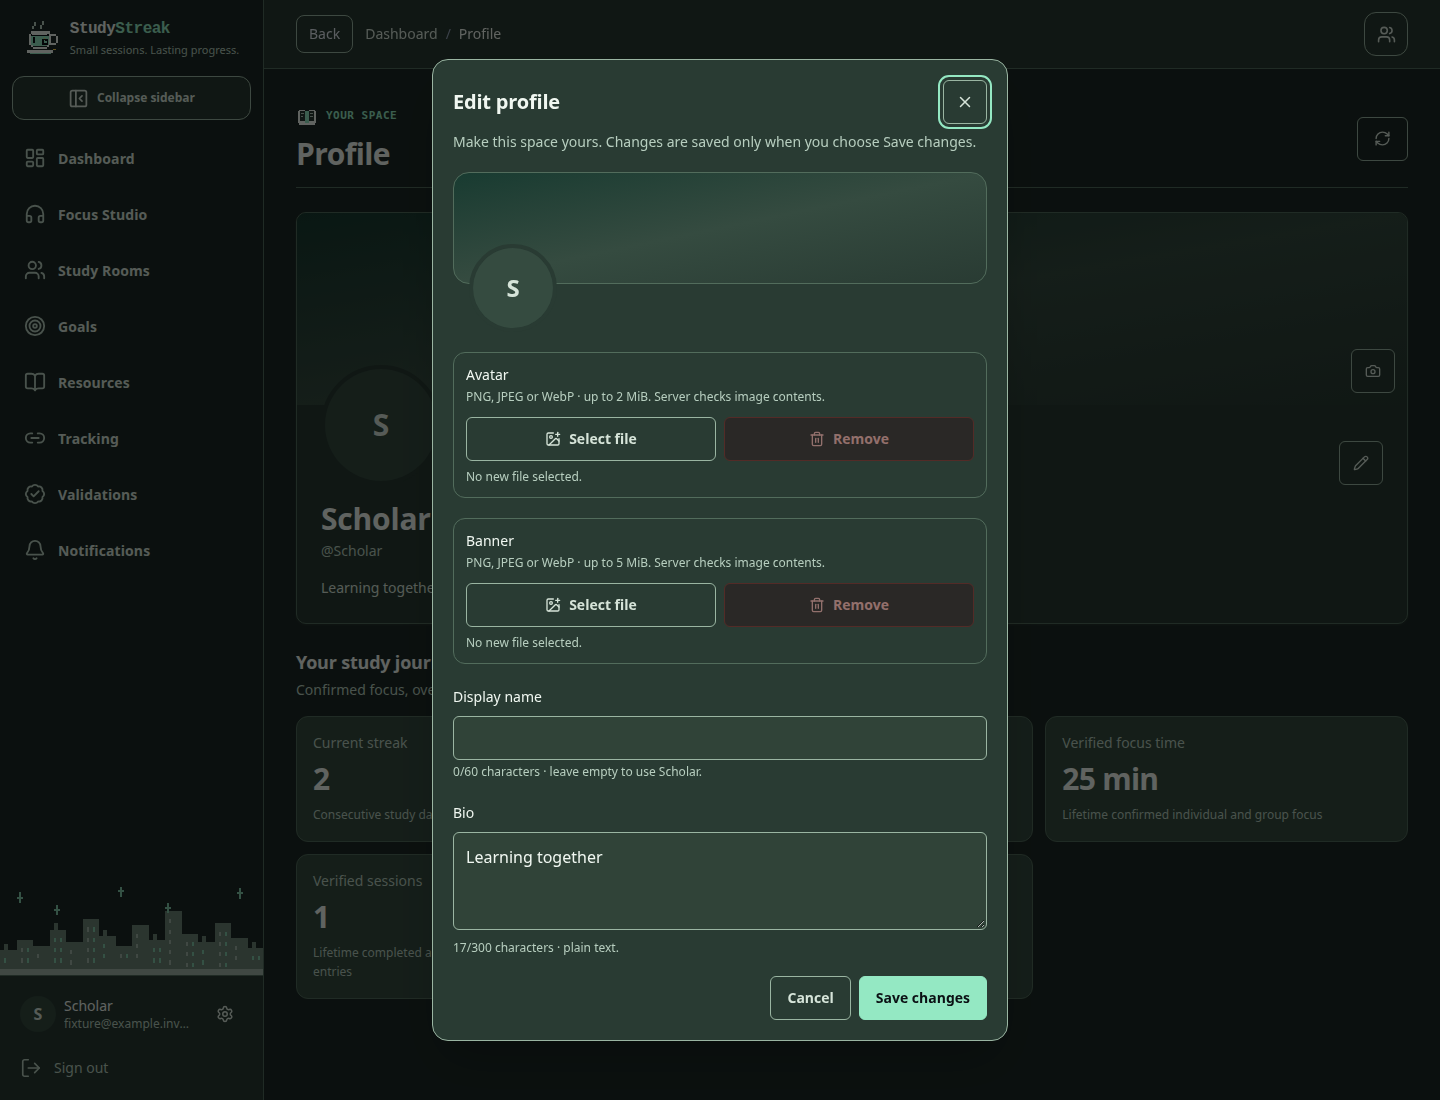 StudyStreak
Small sessions. Lasting progress.
Collapse sidebar
Dashboard
Focus Studio
Study Rooms
Goals
Resources
Tracking
Validations
Notifications
S
Scholar
fixture@example.inv...
Sign out
Back
Dashboard / Profile
YOUR SPACE
Profile
S
Scholar
@Scholar
Learning togethe
Your study jour
Confirmed focus, ove
Current streak
2
Consecutive study da
Verified focus time
25 min
Lifetime confirmed individual and group focus
Verified sessions
1
Lifetime completed a
entries
Edit profile
Make this space yours. Changes are saved only when you choose Save changes.
S
Avatar
PNG, JPEG or WebP · up to 2 MiB. Server checks image contents.
Select file
Remove
No new file selected.
Banner
PNG, JPEG or WebP · up to 5 MiB. Server checks image contents.
Select file
Remove
No new file selected.
Display name
0/60 characters · leave empty to use Scholar.
Bio
Learning together
17/300 characters · plain text.
Cancel
Save changes